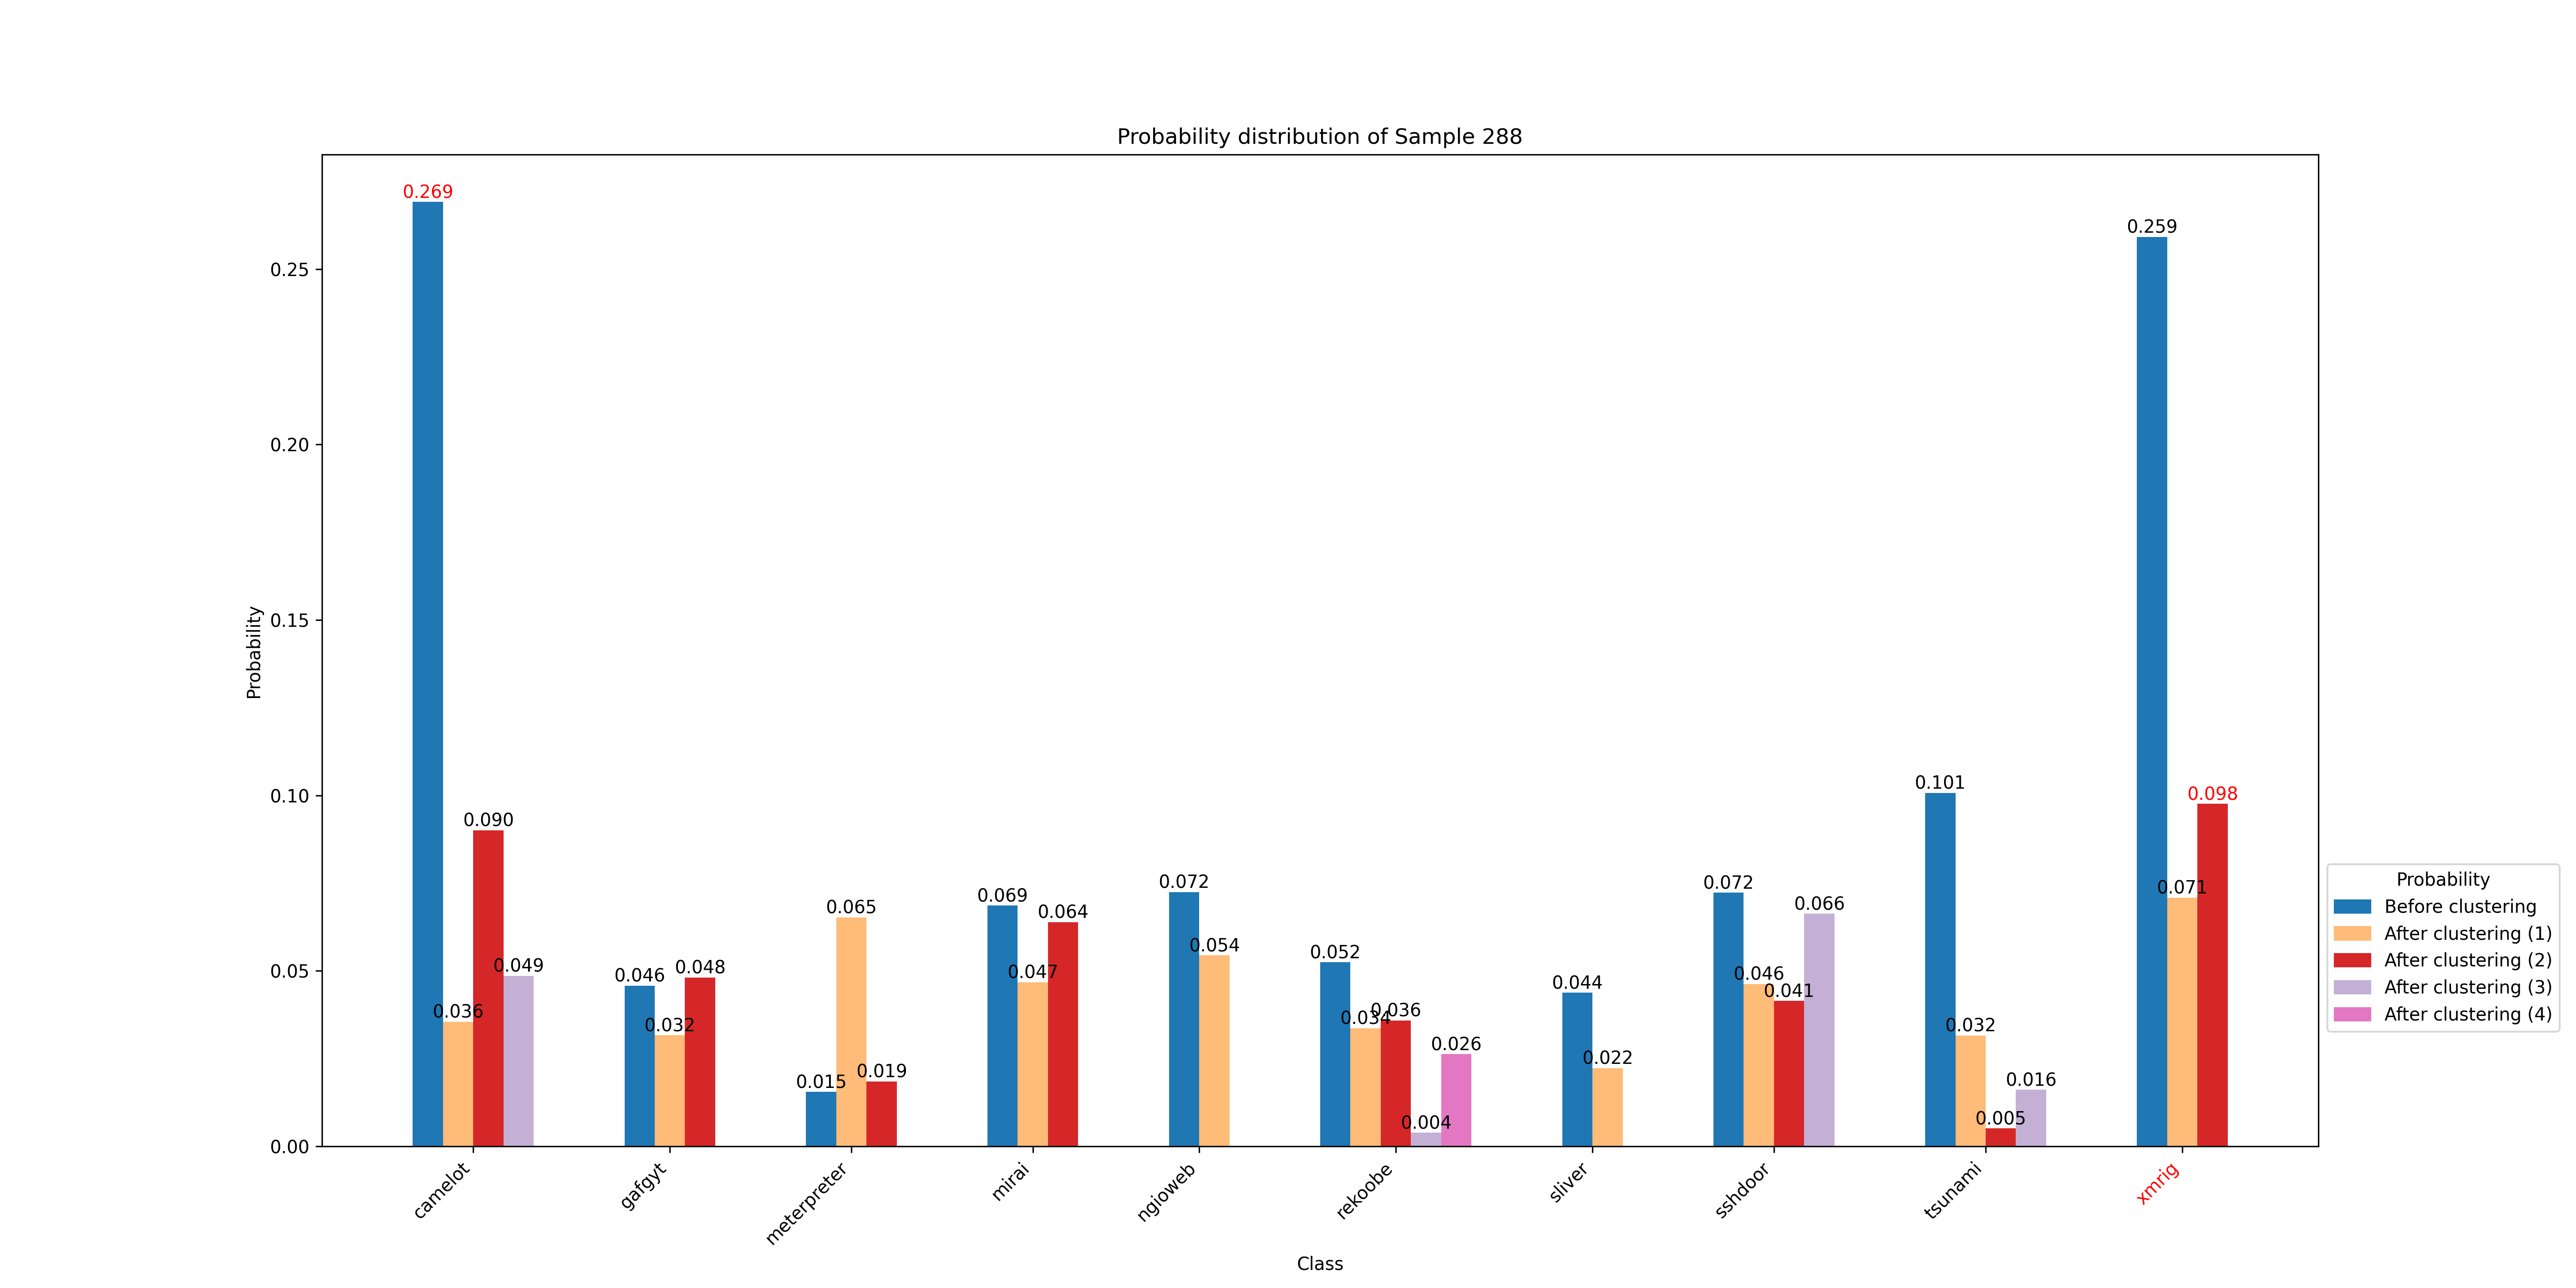 Probability distribution of Sample 288
Probability
0.25
0.20
0.15
0.10
0.05
0.00
0.269
0.036
0.090
0.049
0.046
0.032
0.048
0.015
0.065
0.019
0.069
0.047
0.064
0.072
0.054
0.052
0.034
0.036
0.004
0.026
0.044
0.022
0.072
0.046
0.041
0.066
0.101
0.032
0.005
0.016
0.259
0.071
0.098
camelot
gafgyt
meterpreter
mirai
ngioweb
rekoobe
sliver
sshdoor
tsunami
xmrig
Class
Probability
Before clustering
After clustering (1)
After clustering (2)
After clustering (3)
After clustering (4)